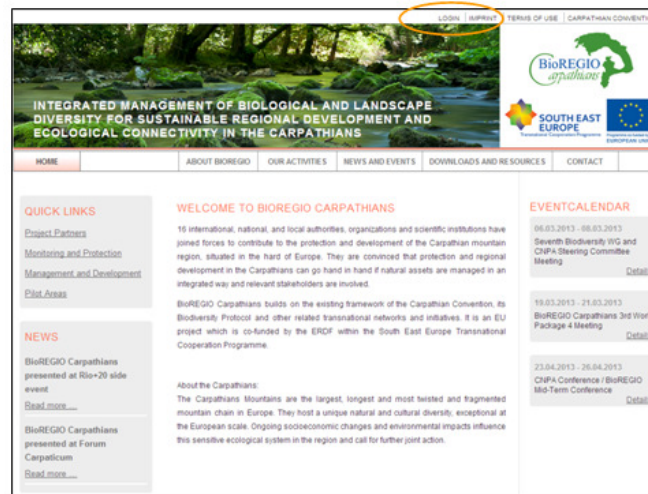 LOGIN IMPRINT TERMS OF USE CARPATHIAN CONVENTI
BioREGIO
carpathians
INTEGRATED MANAGEMENT OF BIOLOGICAL AND LANDSCAPE
DIVERSITY FOR SUSTAINABLE REGIONAL DEVELOPMENT AND
ECOLOGICAL CONNECTIVITY IN THE CARPATHIANS
SOUTH EAST
EUROPE
Transnational Cooperation Programme
Programme co-funded by the
EUROPEAN UNI
HOME ABOUT BIOREGIO OUR ACTIVITIES NEWS AND EVENTS DOWNLOADS AND RESOURCES CONTACT
QUICK LINKS
Project Partners
Monitoring and Protection
Management and Development
Pilot Areas
NEWS
BioREGIO Carpathians
presented at Rio+20 side
event
Read more ....
BioREGIO Carpathians
presented at Forum
Carpaticum
Read more ....
WELCOME TO BIOREGIO CARPATHIANS
16 international, national, and local authorities, organizations and scientific institutions have
joined forces to contribute to the protection and development of the Carpathian mountain
region, situated in the hard of Europe. They are convinced that protection and regional
development in the Carpathians can go hand in hand if natural assets are managed in an
integrated way and relevant stakeholders are involved.
BioREGIO Carpathians builds on the existing framework of the Carpathian Convention, its
Biodiversity Protocol and other related transnational networks and initiatives. It is an EU
project which is co-funded by the ERDF within the South East Europe Transnational
Cooperation Programme.
About the Carpathians:
The Carpathians Mountains are the largest, longest and most twisted and fragmented
mountain chain in Europe. They host a unique natural and cultural diversity, exceptional at
the European scale. Ongoing socioeconomic changes and environmental impacts influence
this sensitive ecological system in the region and call for further joint action.
EVENTCALENDAR
06.03.2013 - 08.03.2013
Seventh Biodiversity WG and
CNPA Steering Committee
Meeting
Detail
19.03.2013 - 21.03.2013
BioREGIO Carpathians 3rd Wor
Package 4 Meeting
Detail
23.04.2013 - 26.04.2013
CNPA Conference / BioREGIO
Mid-Term Conference
Detail